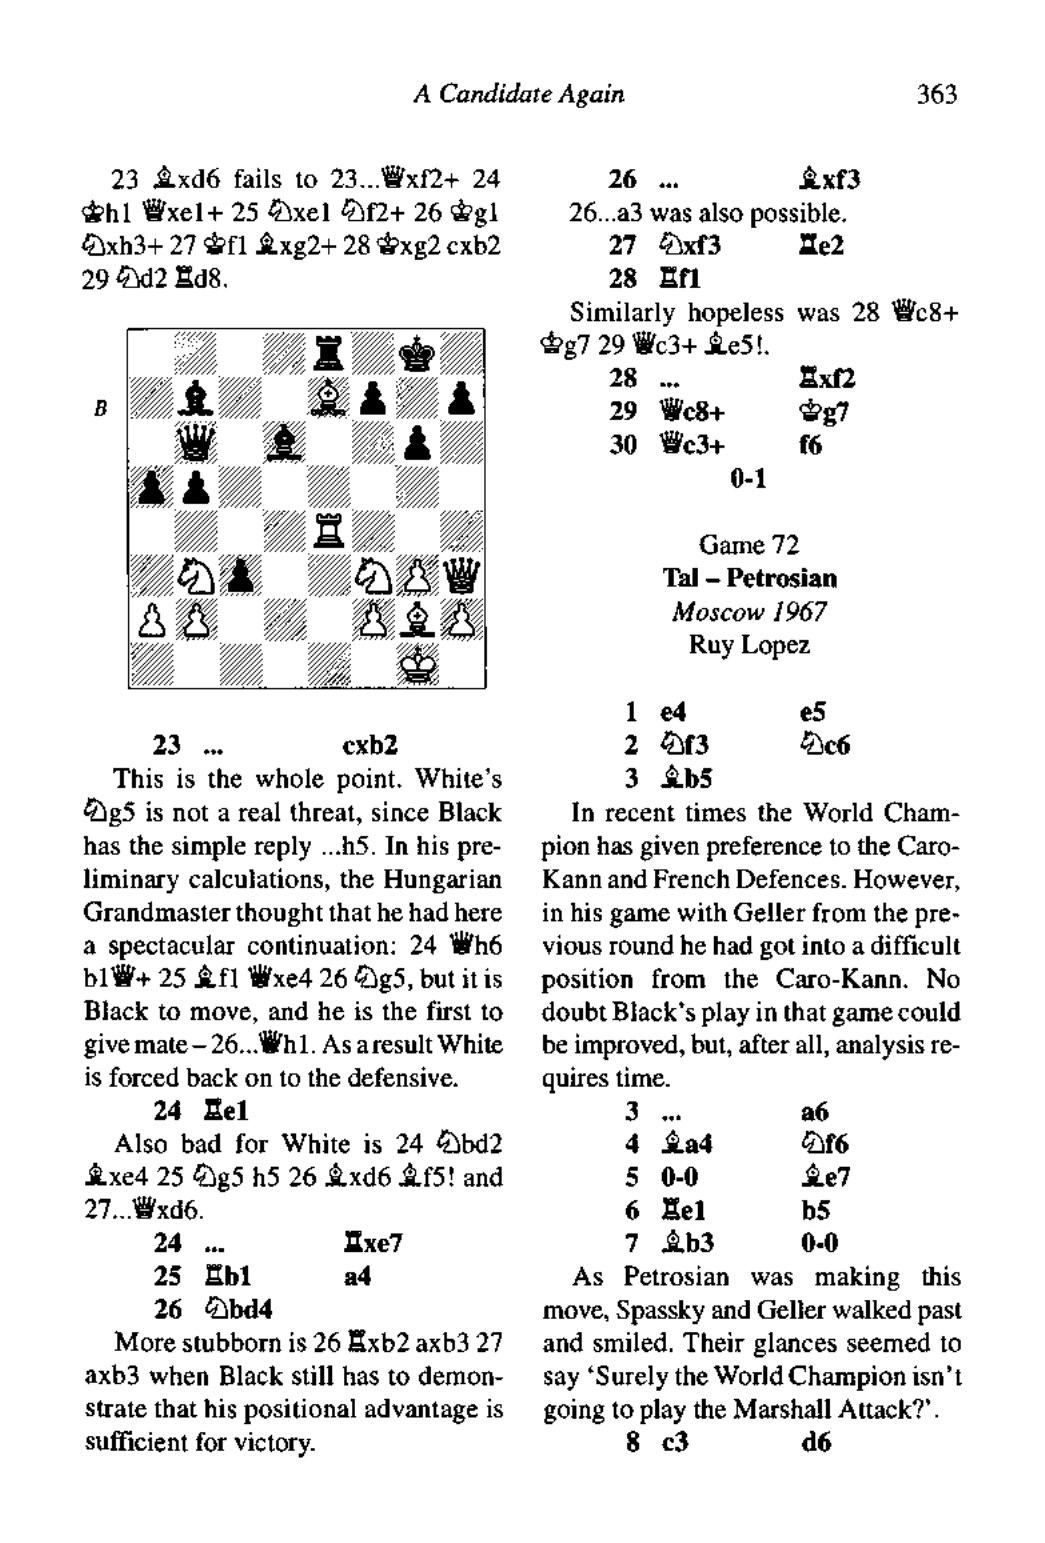 A Candidate Again 363
23 ♗xd6 fails to 23...♛xf2+ 24
♔h1 ♛xe1+ 25 ♘xe1 ♞f2+ 26 ♔g1
♞xh3+ 27 ♔f1 ♝xg2+ 28 ♔xg2 cxb2
29 ♘d2 ♜d8.
B
23 ... cxb2
This is the whole point. White's
♘g5 is not a real threat, since Black
has the simple reply ...h5. In his pre-
liminary calculations, the Hungarian
Grandmaster thought that he had here
a spectacular continuation: 24 ♕h6
b1♛+ 25 ♗f1 ♛xe4 26 ♘g5, but it is
Black to move, and he is the first to
give mate – 26...♛h1. As a result White
is forced back on to the defensive.
24 ♖e1
Also bad for White is 24 ♘bd2
♝xe4 25 ♘g5 h5 26 ♗xd6 ♝f5! and
27...♛xd6.
24 ... ♜xe7
25 ♖b1 a4
26 ♘bd4
More stubborn is 26 ♖xb2 axb3 27
axb3 when Black still has to demon-
strate that his positional advantage is
sufficient for victory.
26 ... ♝xf3
26...a3 was also possible.
27 ♘xf3 ♜e2
28 ♖f1
Similarly hopeless was 28 ♕c8+
♚g7 29 ♕c3+ ♝e5!.
28 ... ♜xf2
29 ♕c8+ ♚g7
30 ♕c3+ f6
0-1
Game 72
Tal – Petrosian
Moscow 1967
Ruy Lopez
1 e4 e5
2 ♘f3 ♞c6
3 ♗b5
In recent times the World Cham-
pion has given preference to the Caro-
Kann and French Defences. However,
in his game with Geller from the pre-
vious round he had got into a difficult
position from the Caro-Kann. No
doubt Black's play in that game could
be improved, but, after all, analysis re-
quires time.
3 ... a6
4 ♗a4 ♞f6
5 0-0 ♝e7
6 ♖e1 b5
7 ♗b3 0-0
As Petrosian was making this
move, Spassky and Geller walked past
and smiled. Their glances seemed to
say ‘Surely the World Champion isn't
going to play the Marshall Attack?’.
8 c3 d6